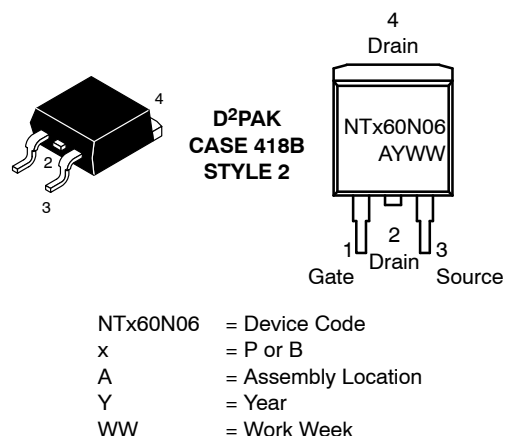 4
Drain
4
D2PAK
CASE 418B
STYLE 2
2
3
NTx60N06
AYWW
1
Gate
2
Drain
3
Source
NTx60N06 = Device Code
x = P or B
A = Assembly Location
Y = Year
WW = Work Week